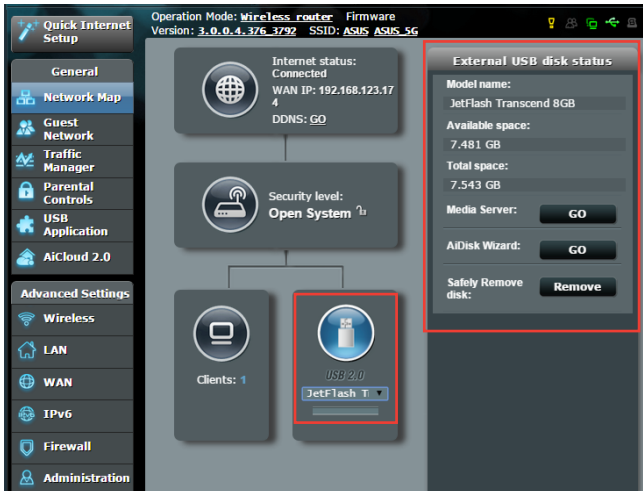 Quick Internet
Setup
Operation Mode: Wireless router Firmware
Version: 3.0.0.4.376_3792 SSID: ASUS ASUS_5G
General
Network Map
Guest
Network
Traffic
Manager
Parental
Controls
USB
Application
AiCloud 2.0
Advanced Settings
Wireless
LAN
WAN
IPv6
Firewall
Administration
Internet status:
Connected
WAN IP: 192.168.123.17
4
DDNS: GO
Security level:
Open System
Clients: 1
USB 2.0
JetFlash T
External USB disk status
Model name:
JetFlash Transcend 8GB
Available space:
7.481 GB
Total space:
7.543 GB
Media Server: GO
AiDisk Wizard: GO
Safely Remove
disk: Remove